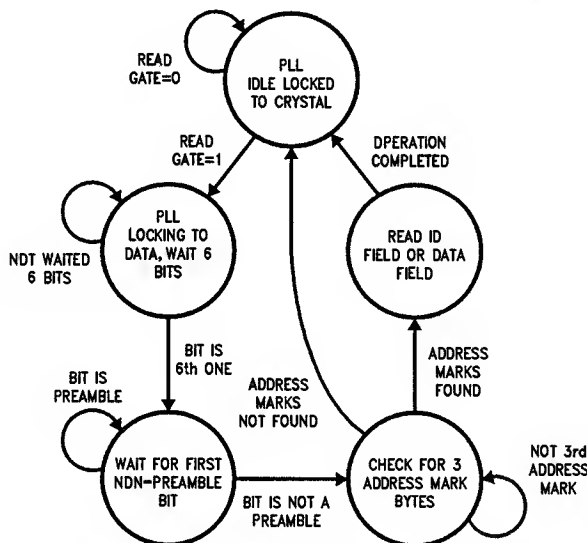 READ
GATE=0
PLL
IDLE LOCKED
TO CRYSTAL
READ
GATE=1
DPERATION
COMPLETED
PLL
LOCKING TO
DATA, WAIT 6
BITS
NDT WAITED
6 BITS
READ ID
FIELD OR DATA
FIELD
BIT IS
6th ONE
BIT IS
PREAMBLE
ADDRESS
MARKS
NOT FOUND
ADDRESS
MARKS
FOUND
WAIT FOR FIRST
NDN-PREAMBLE
BIT
BIT IS NOT A
PREAMBLE
CHECK FOR 3
ADDRESS MARK
BYTES
NOT 3rd
ADDRESS
MARK